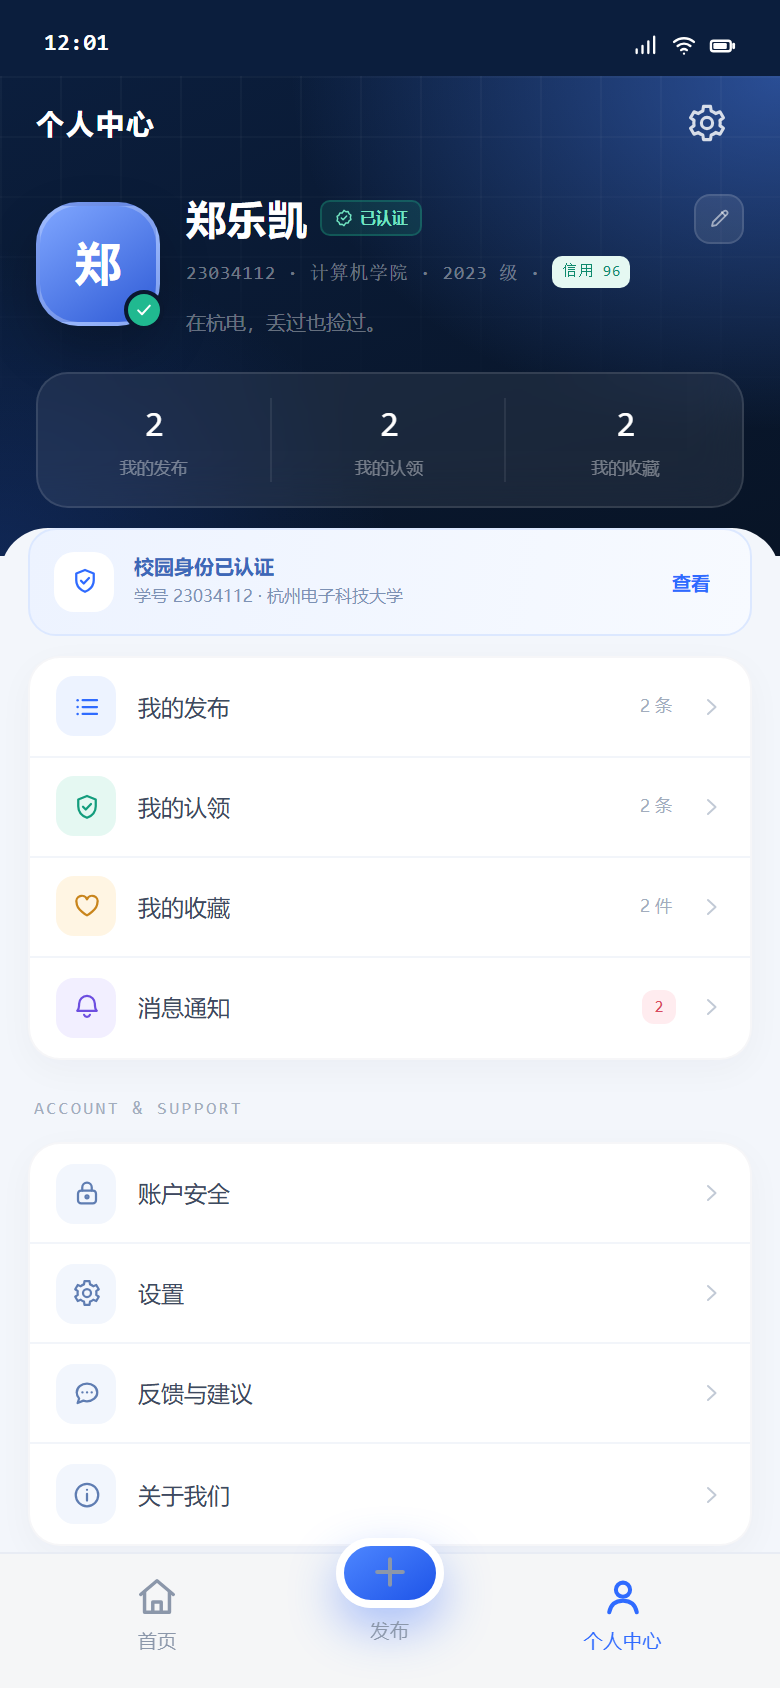 12:01
个人中心
郑
郑乐凯 已认证
23034112 · 计算机学院 · 2023 级 · 信用 96
在杭电，丢过也捡过。
2 2 2
我的发布 我的认领 我的收藏
校园身份已认证
学号 23034112 · 杭州电子科技大学
查看
我的发布 2 条
我的认领 2 条
我的收藏 2 件
消息通知 2
ACCOUNT & SUPPORT
账户安全
设置
反馈与建议
关于我们
首页 发布 个人中心